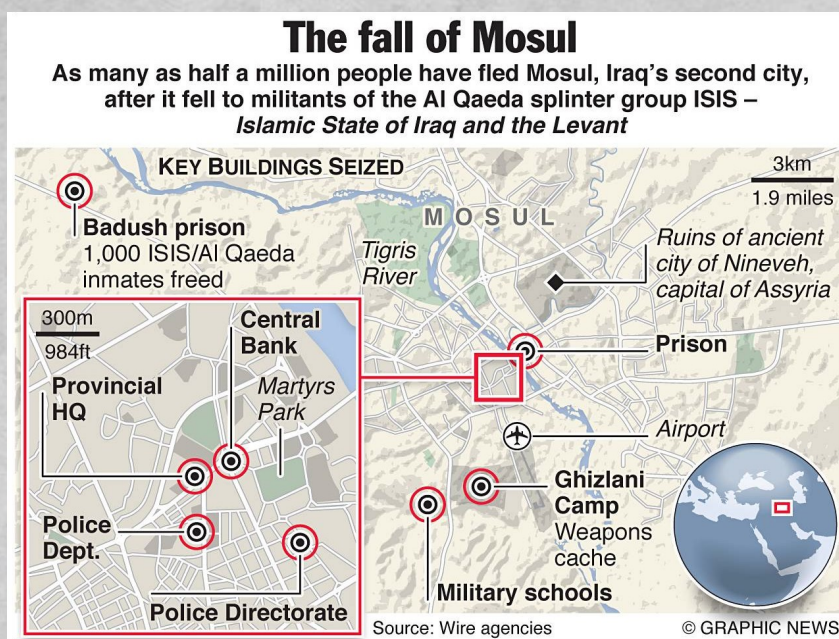 The fall of Mosul
As many as half a million people have fled Mosul, Iraq's second city,
after it fell to militants of the Al Qaeda splinter group ISIS –
Islamic State of Iraq and the Levant
KEY BUILDINGS SEIZED
3km
1.9 miles
MOSUL
Badush prison
1,000 ISIS/Al Qaeda
inmates freed
Tigris
River
Ruins of ancient
city of Nineveh,
capital of Assyria
300m
984ft
Central
Bank
Provincial
HQ
Martyrs
Park
Police
Dept.
Police Directorate
Prison
Airport
Ghizlani
Camp
Weapons
cache
Military schools
Source: Wire agencies
© GRAPHIC NEWS